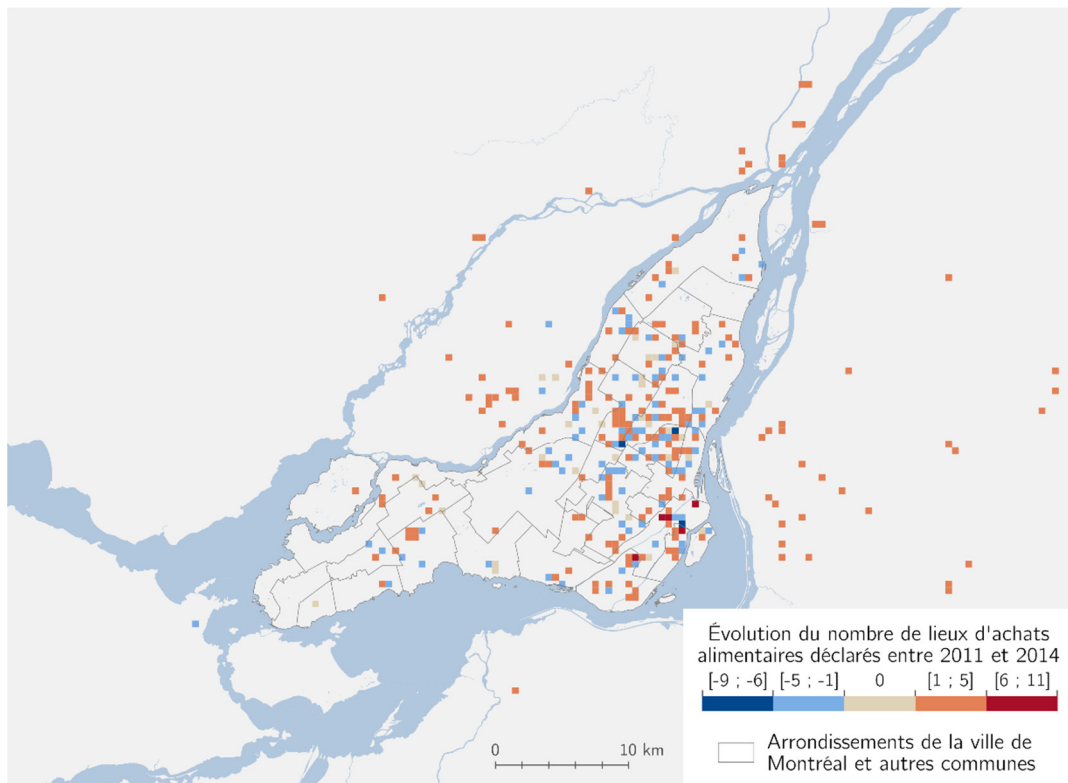 Évolution du nombre de lieux d'achats
alimentaires déclarés entre 2011 et 2014
[-9 ; -6] [-5 ; -1] 0 [1 ; 5] [6 ; 11]
Arrondissements de la ville de
Montréal et autres communes
0 10 km